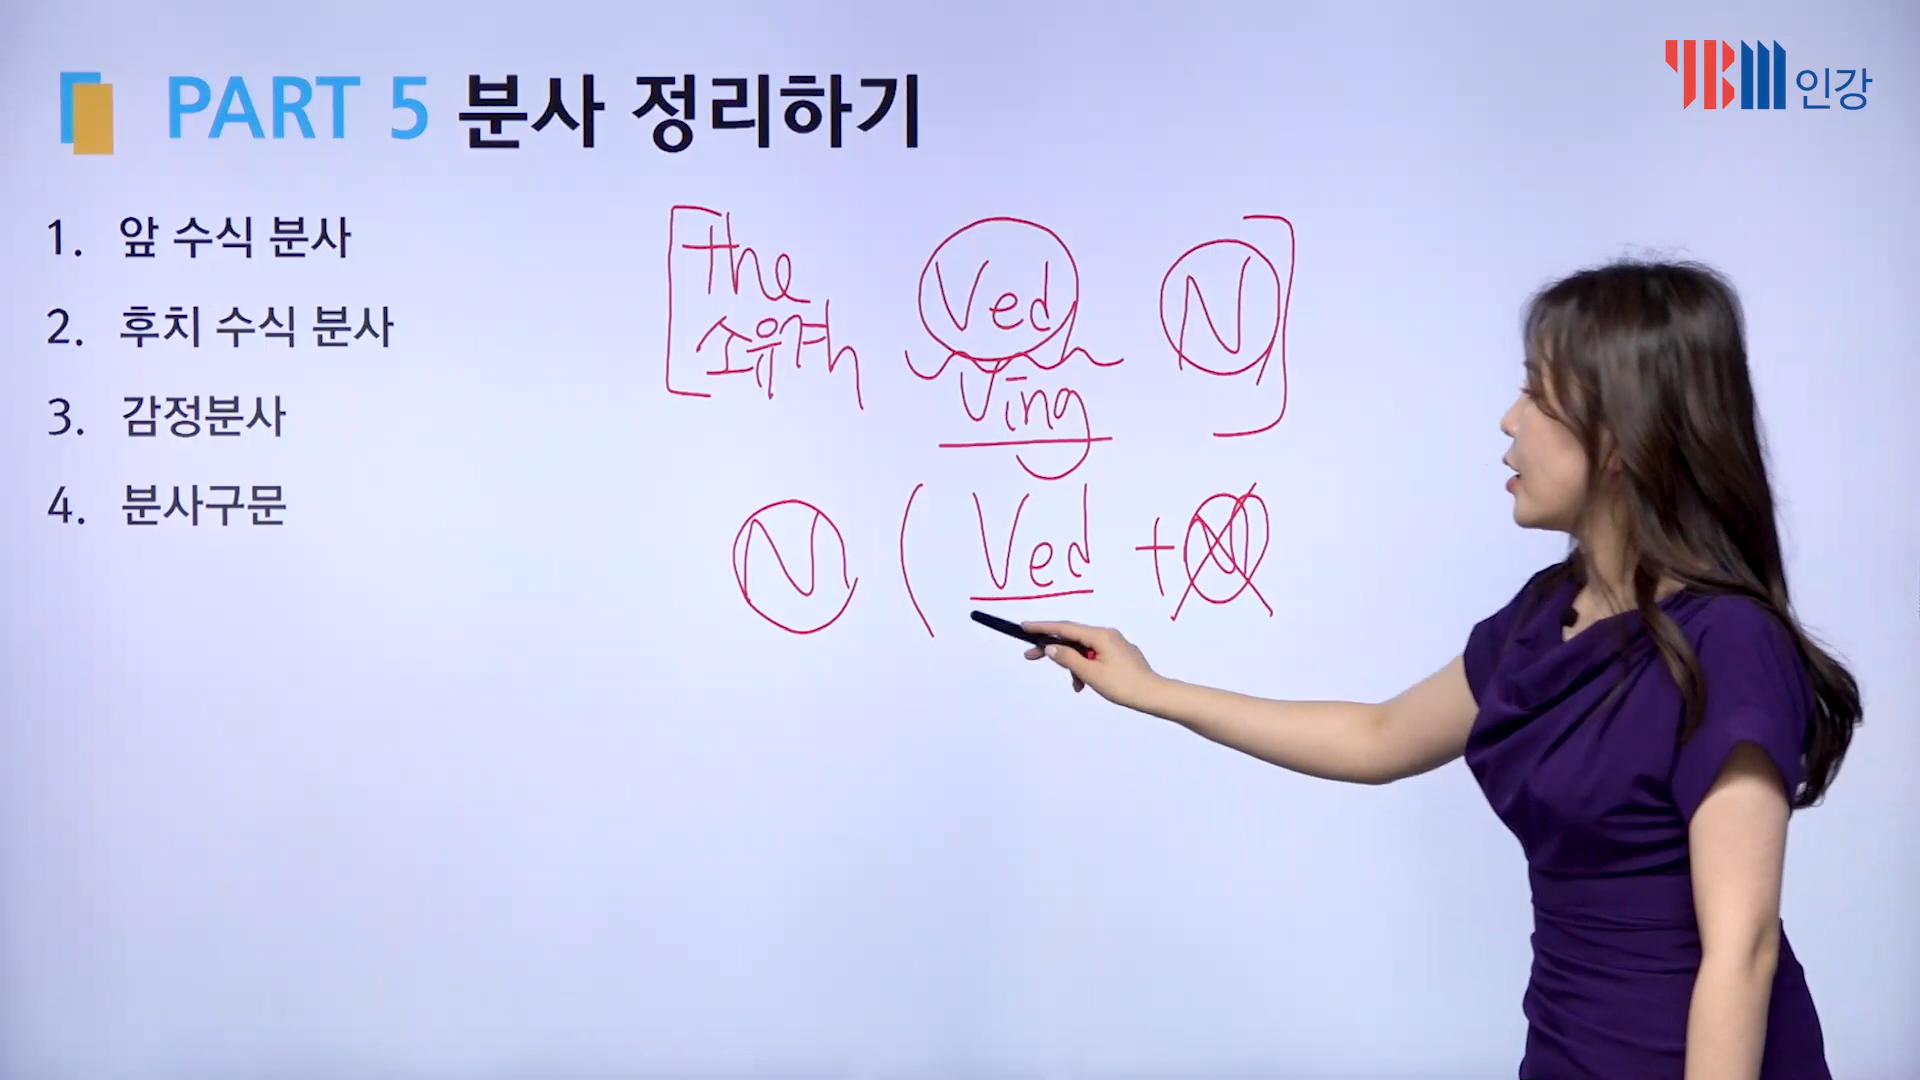 YBM 인강
PART 5 분사 정리하기
1. 앞 수식 분사
2. 후치 수식 분사
3. 감정분사
4. 분사구문
the Ved N
소유격
Ving
N ( Ved + N